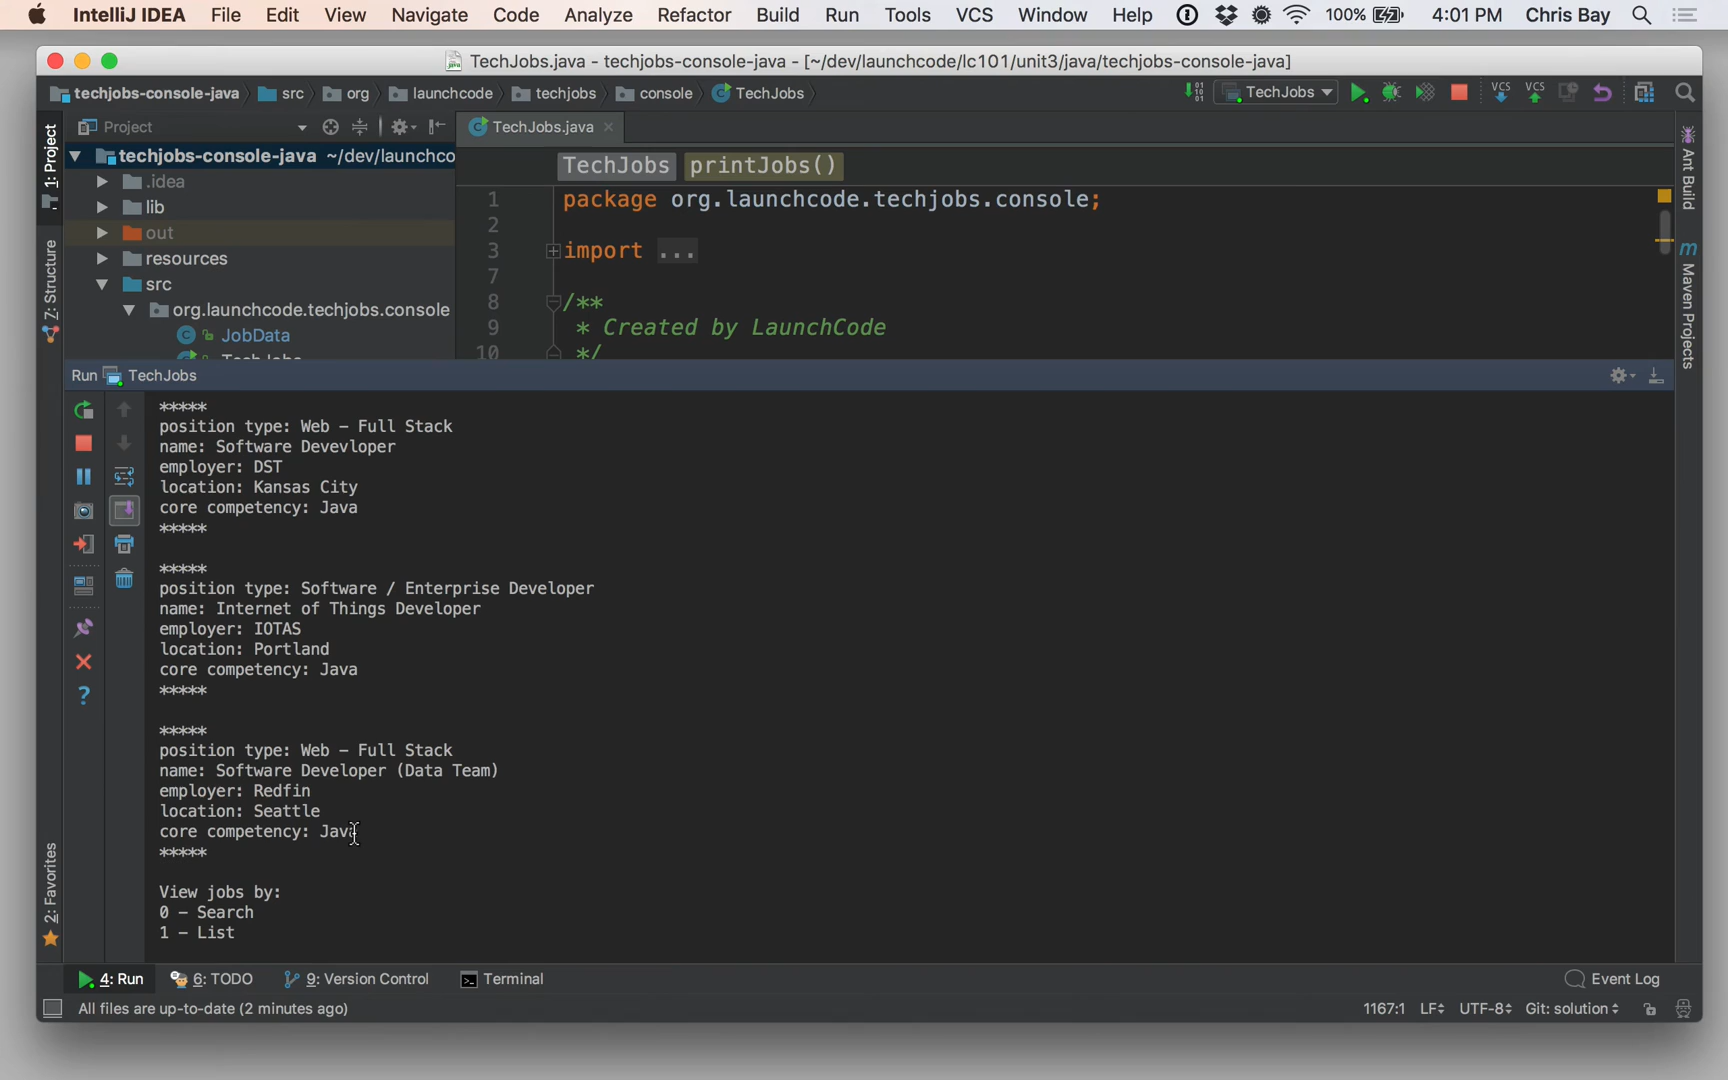 IntelliJ IDEA File Edit View Navigate Code Analyze Refactor Build Run Tools VCS Window Help 100% 4:01 PM Chris Bay
TechJobs.java - techjobs-console-java - [~/dev/launchcode/lc101/unit3/java/techjobs-console-java]
techjobs-console-java src org launchcode techjobs console TechJobs TechJobs VCS VCS
1: Project
Project
TechJobs.java
techjobs-console-java ~/dev/launchco
.idea
lib
out
resources
src
org.launchcode.techjobs.console
JobData
TechJobs
7: Structure
TechJobs printJobs()
1 package org.launchcode.techjobs.console;
2
3 import ...
7
8 /**
9 * Created by LaunchCode
10 */
Ant Build
Maven Projects
Run TechJobs
*****
position type: Web - Full Stack
name: Software Devevlopper
employer: DST
location: Kansas City
core competency: Java
*****
*****
position type: Software / Enterprise Developer
name: Internet of Things Developer
employer: IOTAS
location: Portland
core competency: Java
*****
*****
position type: Web - Full Stack
name: Software Developer (Data Team)
employer: Redfin
location: Seattle
core competency: Java
*****
View jobs by:
0 - Search
1 - List
2: Favorites
4: Run 6: TODO 9: Version Control Terminal Event Log
All files are up-to-date (2 minutes ago) 1167:1 LF UTF-8 Git: solution